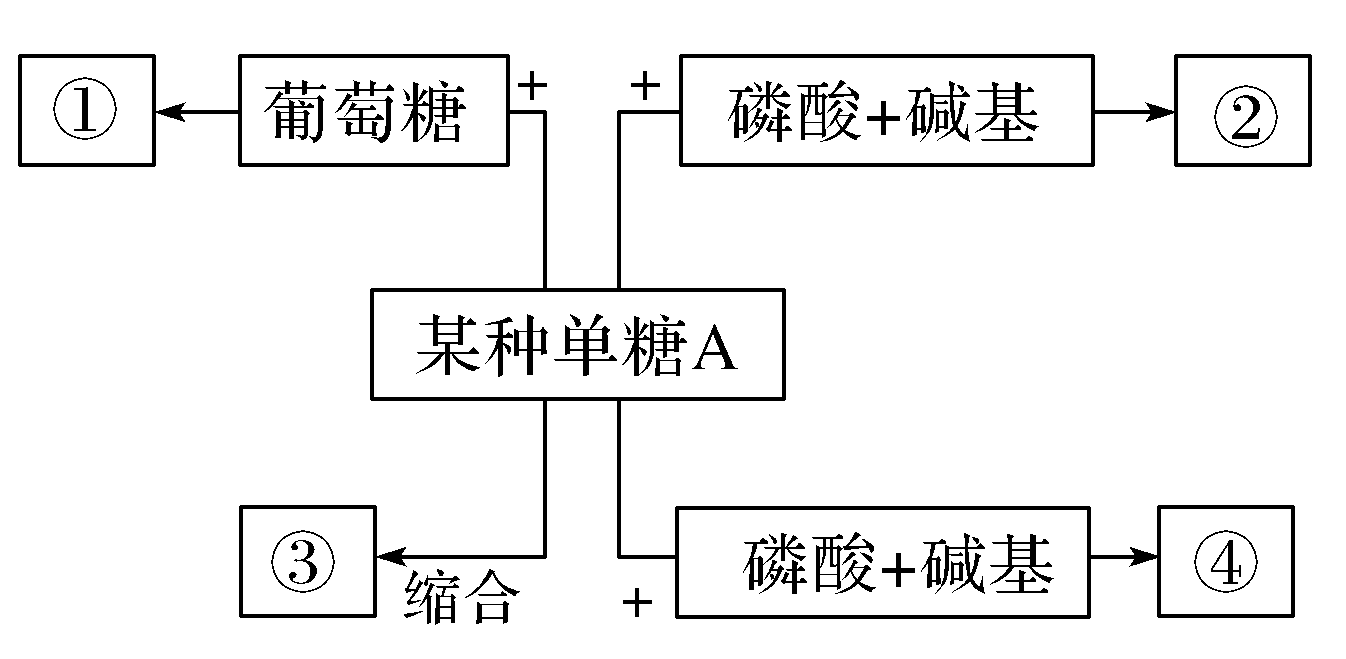 ① 葡萄糖 + + 磷酸+碱基 ②
某种单糖A
③ 缩合 + 磷酸+碱基 ④